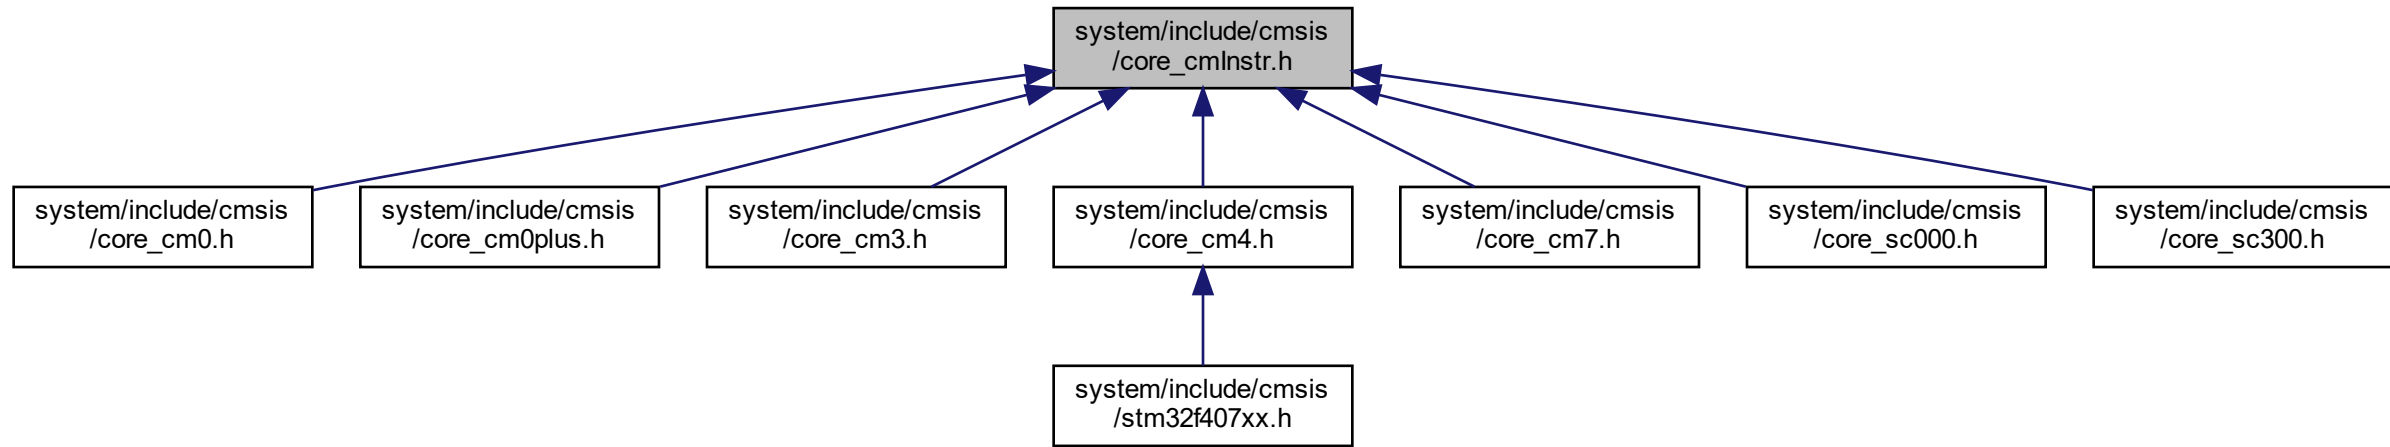 system/include/cmsis
/core_cmInstr.h
system/include/cmsis
/core_cm0.h
system/include/cmsis
/core_cm0plus.h
system/include/cmsis
/core_cm3.h
system/include/cmsis
/core_cm4.h
system/include/cmsis
/core_cm7.h
system/include/cmsis
/core_sc000.h
system/include/cmsis
/core_sc300.h
system/include/cmsis
/stm32f407xx.h